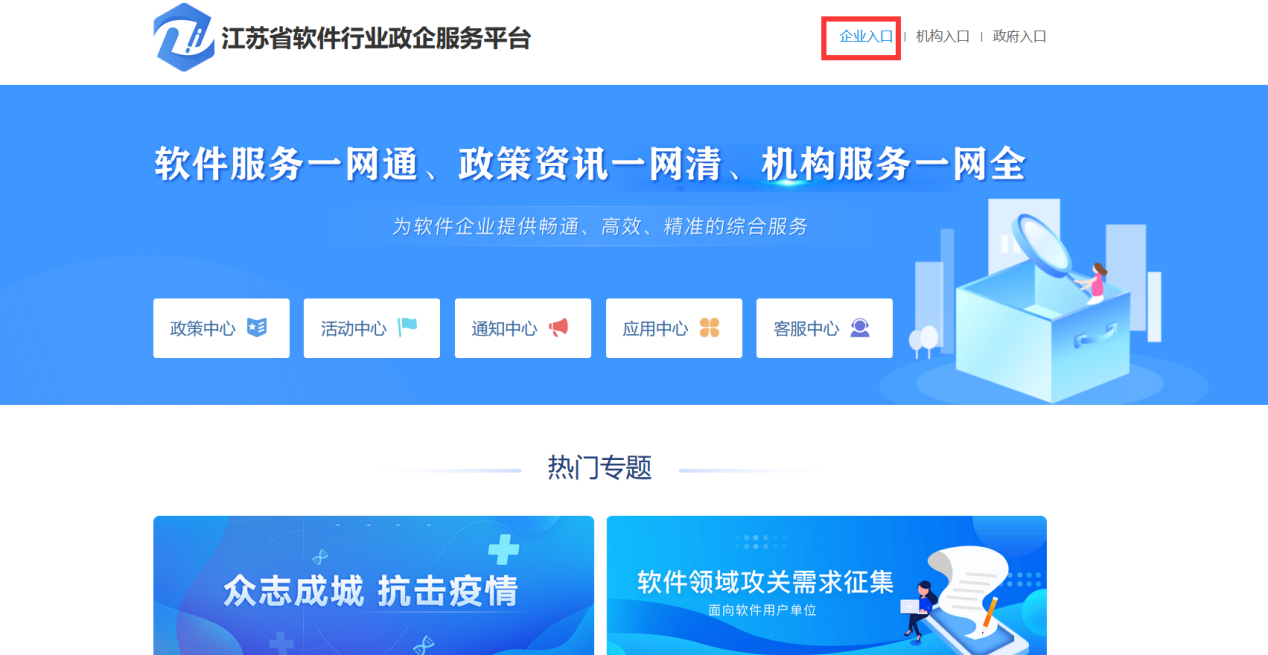 江苏省软件行业政企服务平台
企业入口 | 机构入口 | 政府入口
软件服务一网通、政策资讯一网清、机构服务一网全
为软件企业提供畅通、高效、精准的综合服务
政策中心 活动中心 通知中心 应用中心 客服中心
热门专题
众志成城 抗击疫情
软件领域攻关需求征集
面向软件用户单位